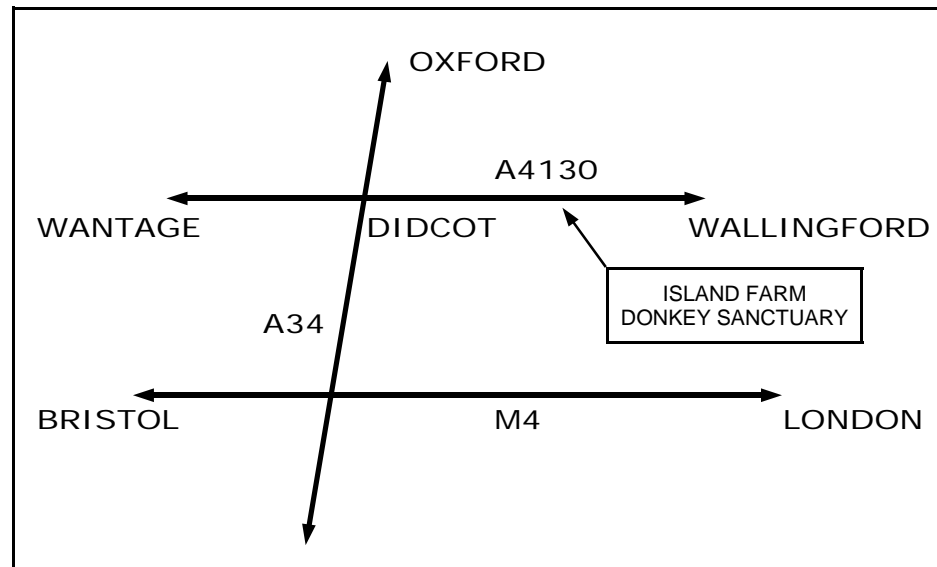 OXFORD
A4130
WANTAGE
DIDCOT
WALLINGFORD
ISLAND FARM
DONKEY SANCTUARY
A34
BRISTOL
M4
LONDON